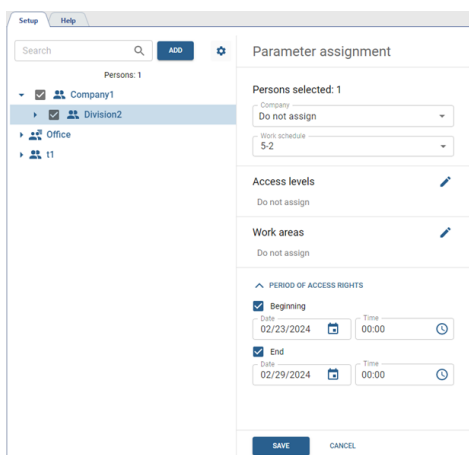 Setup
Help
Search
ADD
Persons: 1
Company1
Division2
Office
t1
Parameter assignment
Persons selected: 1
Company
Do not assign
Work schedule
5-2
Access levels
Do not assign
Work areas
Do not assign
PERIOD OF ACCESS RIGHTS
Beginning
Date
02/23/2024
Time
00:00
End
Date
02/29/2024
Time
00:00
SAVE
CANCEL